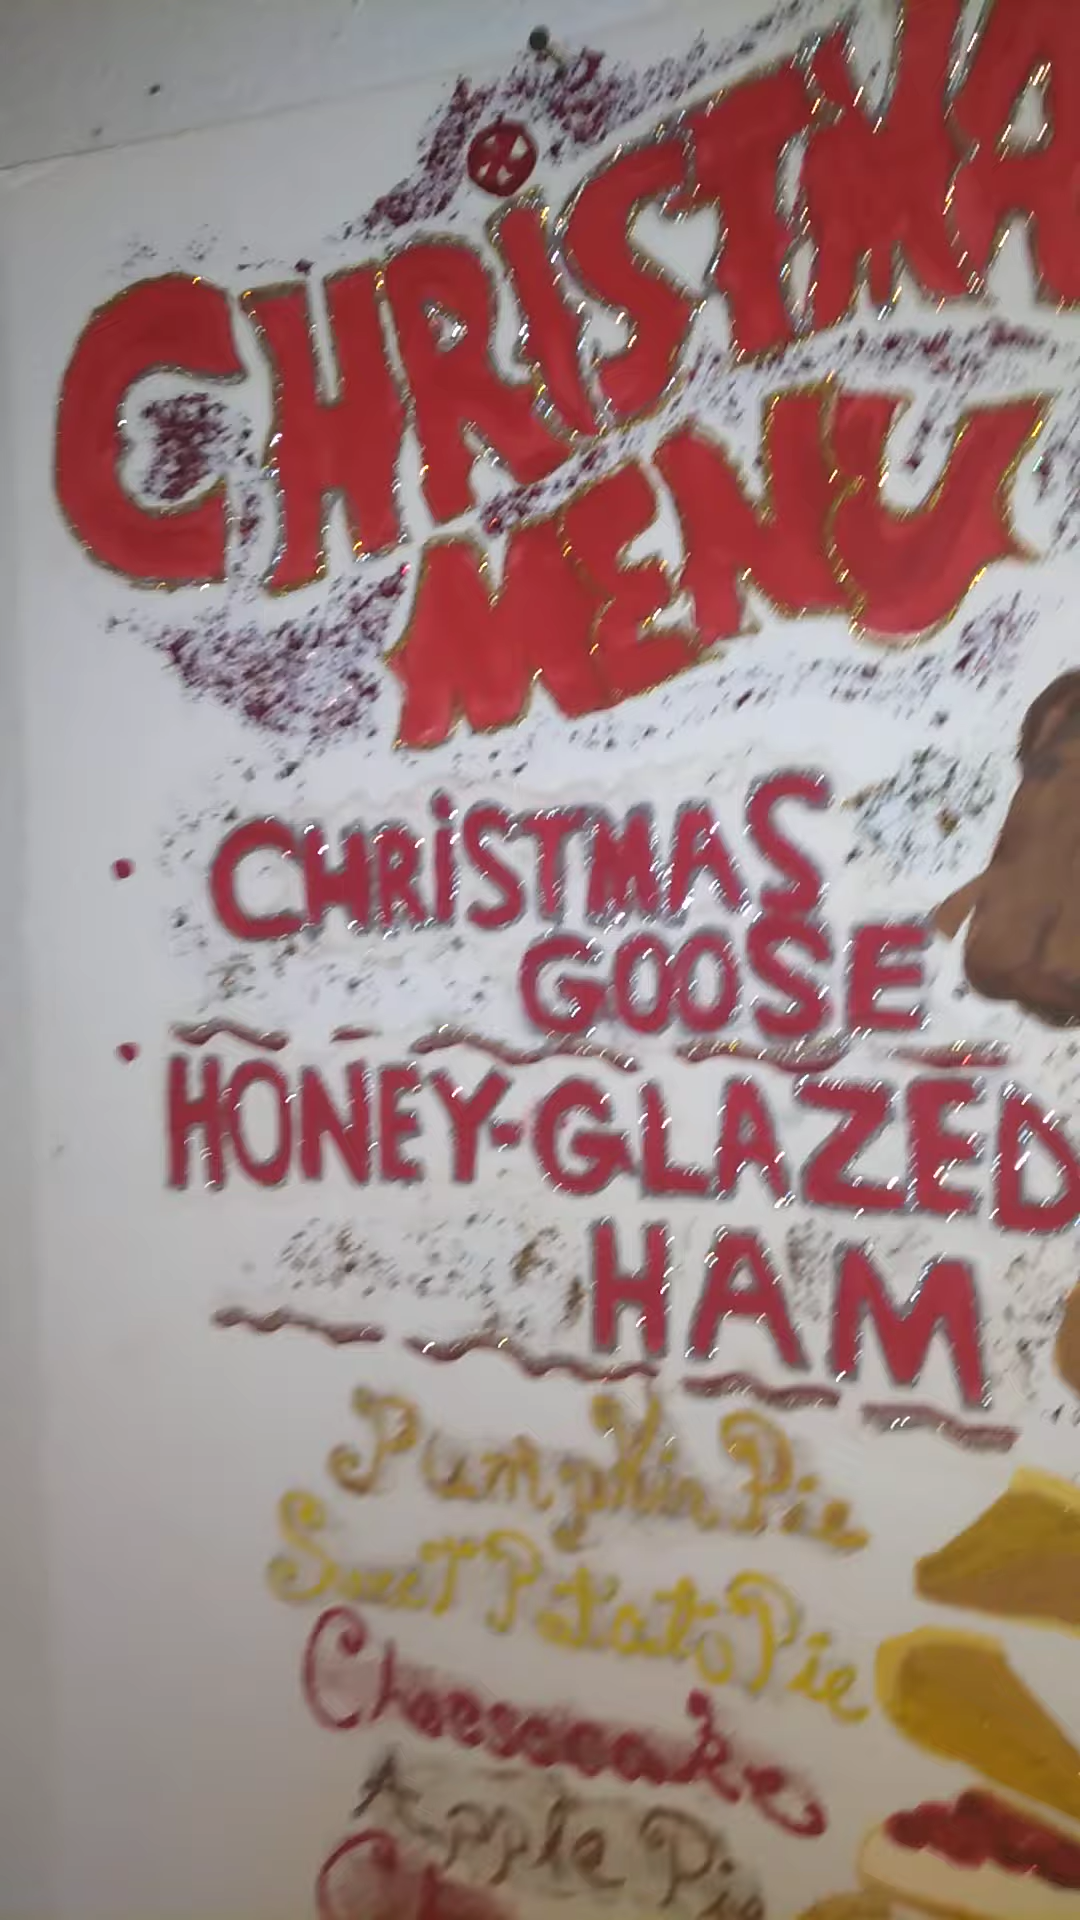 CHRiSTMA
MENU
CHRiSTMAS
GOOSE
HONEY-GLAZED
HAM
Pumpkin Pie
Sweet Potato Pie
Cheesecake
Apple Pie